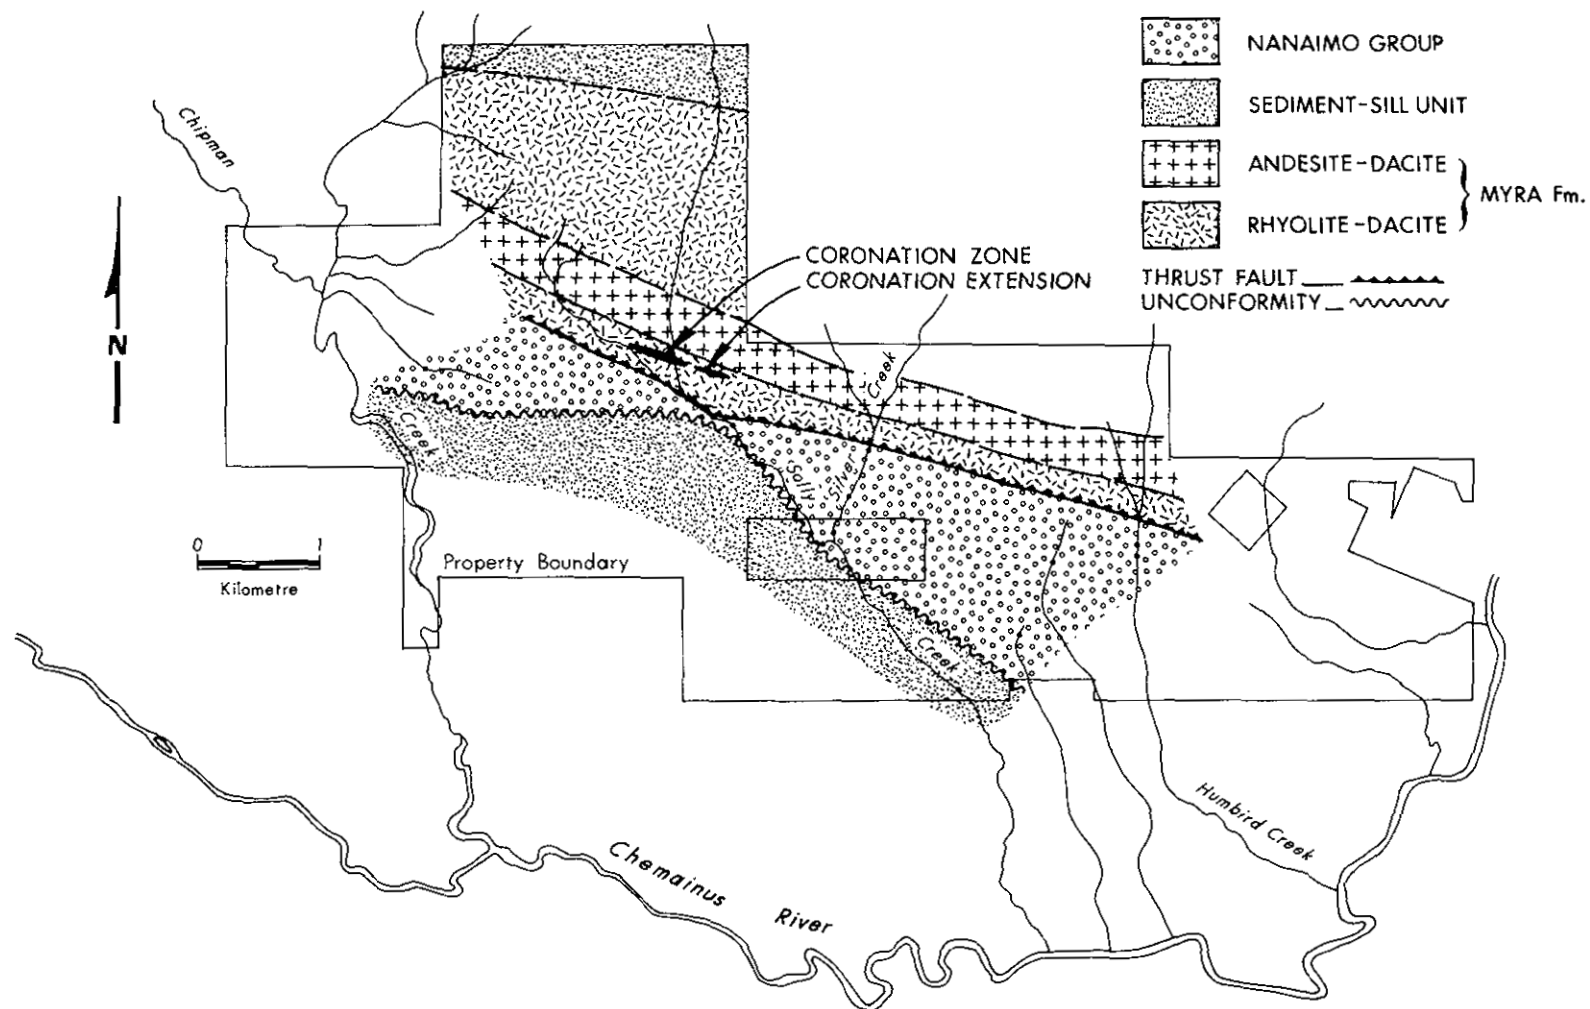 NANAIMO GROUP
SEDIMENT-SILL UNIT
ANDESITE-DACITE
MYRA Fm.
RHYOLITE-DACITE
THRUST FAULT
UNCONFORMITY
Chipman
Creek
N
CORONATION ZONE
CORONATION EXTENSION
Creek
Silver
Sally
Creek
0 1
Kilometre
Property Boundary
Humbird Creek
Chemainus
River